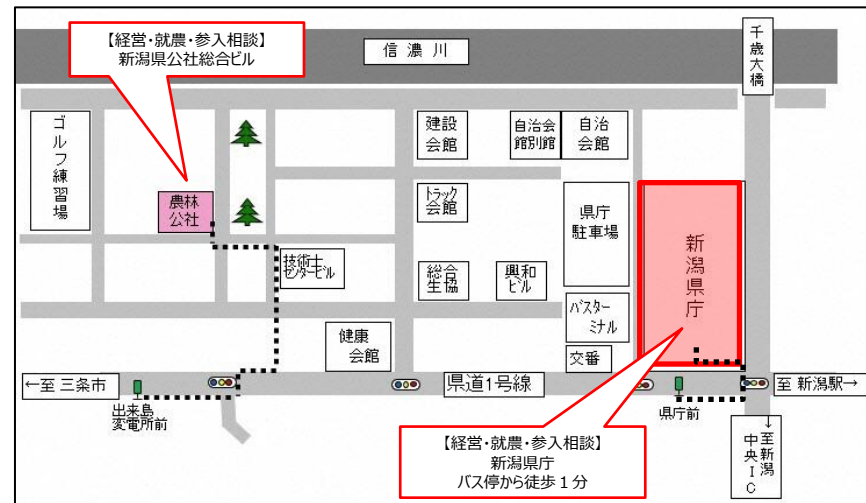 【経営・就農・参入相談】
新潟県公社総合ビル
信濃川
千歳大橋
ゴルフ練習場
建設
会館
自治会
館別館
自治
会館
農林
公社
トラック
会館
県庁
駐車場
新潟県庁
技術士
センタービル
総合
生協
興和
ビル
バスター
ミナル
健康
会館
交番
←至 三条市
県道1号線
至 新潟駅→
出来島
変電所前
県庁前
【経営・就農・参入相談】
新潟県庁
バス停から徒歩1分
→至新潟
中央IC